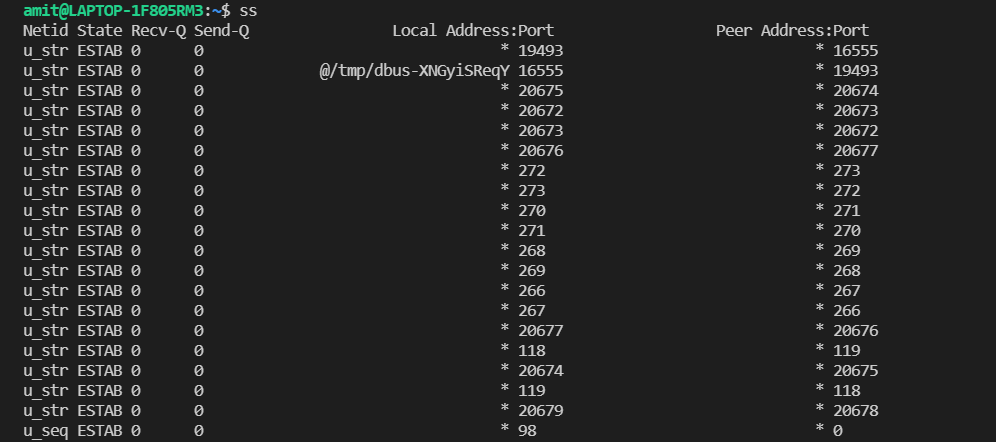 amit@LAPTOP-1F805RM3:~$ ss
Netid State Recv-Q Send-Q Local Address:Port Peer Address:Port
u_str ESTAB 0 0 * 19493 * 16555
u_str ESTAB 0 0 @/tmp/dbus-XNGyiSReqY 16555 * 19493
u_str ESTAB 0 0 * 20675 * 20674
u_str ESTAB 0 0 * 20672 * 20673
u_str ESTAB 0 0 * 20673 * 20672
u_str ESTAB 0 0 * 20676 * 20677
u_str ESTAB 0 0 * 272 * 273
u_str ESTAB 0 0 * 273 * 272
u_str ESTAB 0 0 * 270 * 271
u_str ESTAB 0 0 * 271 * 270
u_str ESTAB 0 0 * 268 * 269
u_str ESTAB 0 0 * 269 * 268
u_str ESTAB 0 0 * 266 * 267
u_str ESTAB 0 0 * 267 * 266
u_str ESTAB 0 0 * 20677 * 20676
u_str ESTAB 0 0 * 118 * 119
u_str ESTAB 0 0 * 20674 * 20675
u_str ESTAB 0 0 * 119 * 118
u_str ESTAB 0 0 * 20679 * 20678
u_seq ESTAB 0 0 * 98 * 0